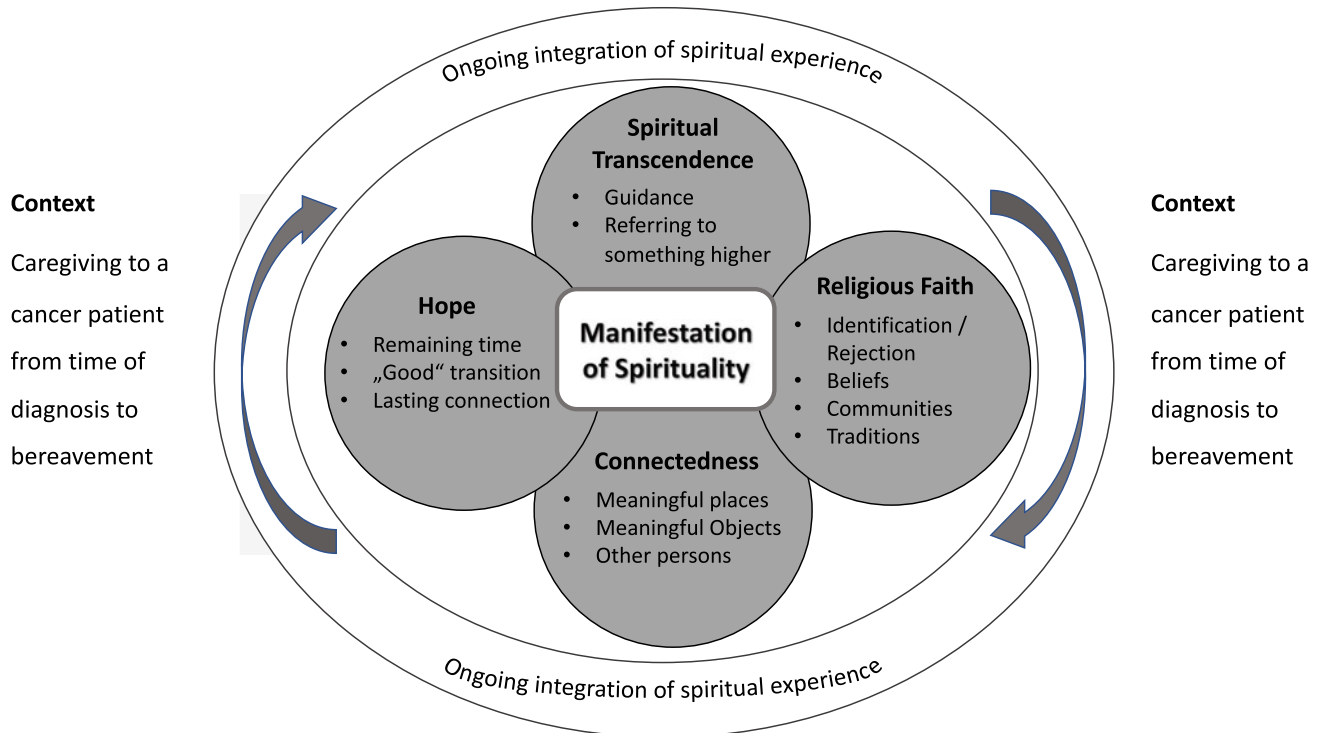 Ongoing integration of spiritual experience
Context
Caregiving to a
cancer patient
from time of
diagnosis to
bereavement
Spiritual
Transcendence
• Guidance
• Referring to
something higher
Hope
• Remaining time
• „Good“ transition
• Lasting connection
Manifestation
of Spirituality
Religious Faith
• Identification /
Rejection
• Beliefs
• Communities
• Traditions
Connectedness
• Meaningful places
• Meaningful Objects
• Other persons
Context
Caregiving to a
cancer patient
from time of
diagnosis to
bereavement
Ongoing integration of spiritual experience